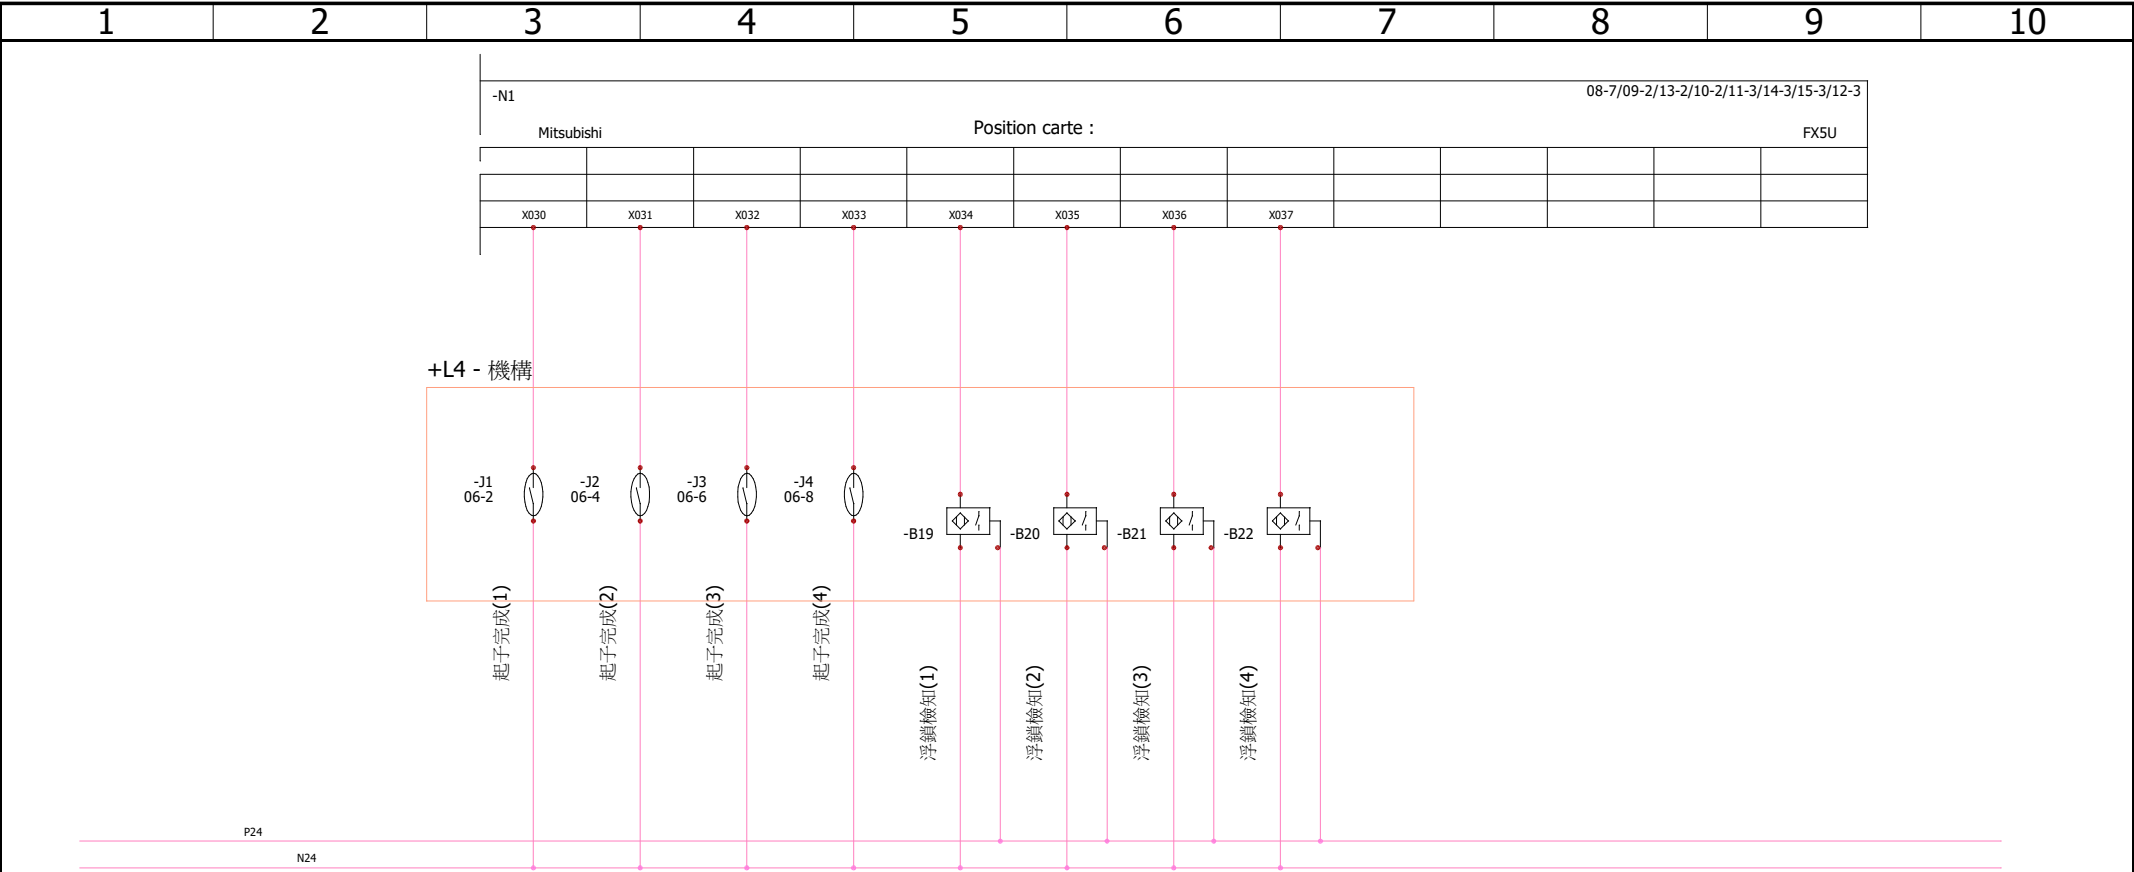 1 2 3 4 5 6 7 8 9 10
-N1 08-7/09-2/13-2/10-2/11-3/14-3/15-3/12-3
Mitsubishi Position carte : FX5U
X030 X031 X032 X033 X034 X035 X036 X037
+L4 - 機構
-J1 -J2 -J3 -J4
06-2 06-4 06-6 06-8
-B19 -B20 -B21 -B22
起子完成(1)
起子完成(2)
起子完成(3)
起子完成(4)
浮鎖檢知(1)
浮鎖檢知(2)
浮鎖檢知(3)
浮鎖檢知(4)
P24
N24